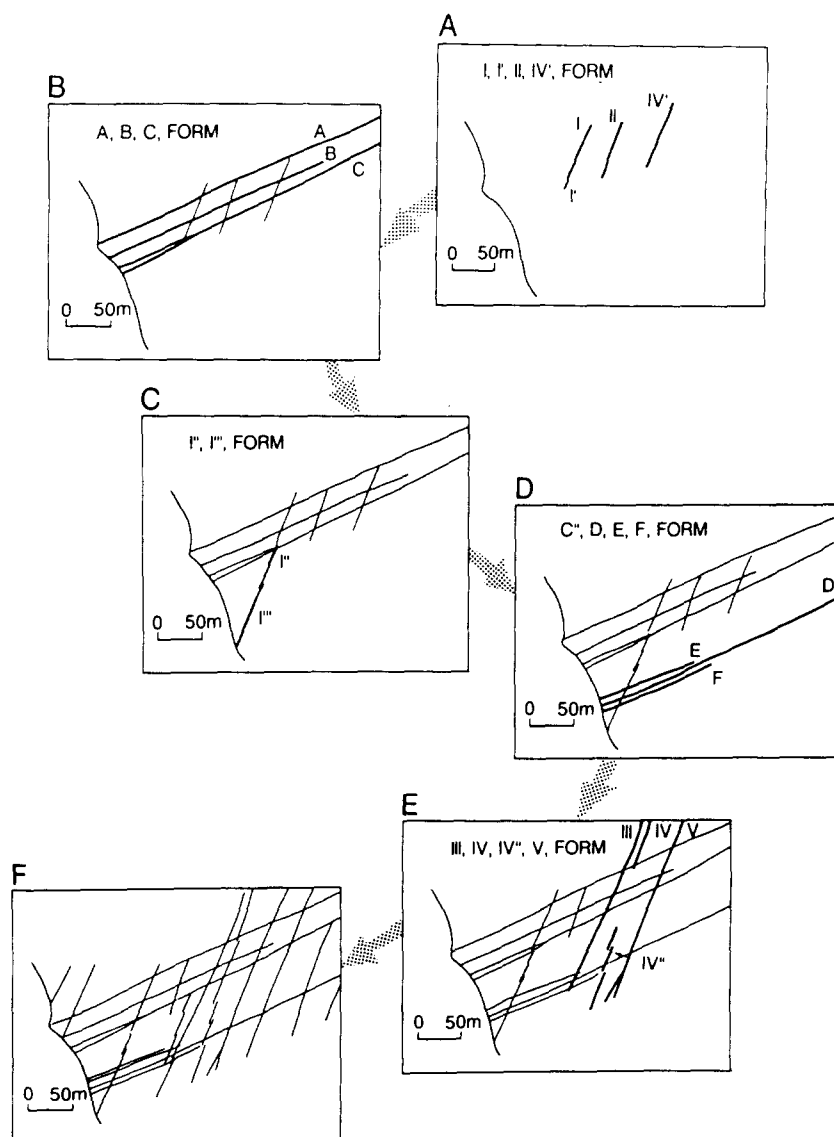 A
I, I', II, IV', FORM
I
II
IV'
I'
0 50m
B
A, B, C, FORM
A
B
C
0 50m
C
I", I"', FORM
I"
I"'
0 50m
D
C", D, E, F, FORM
D
E
F
0 50m
E
III, IV, IV", V, FORM
III
IV
V
IV"
0 50m
F
0 50m